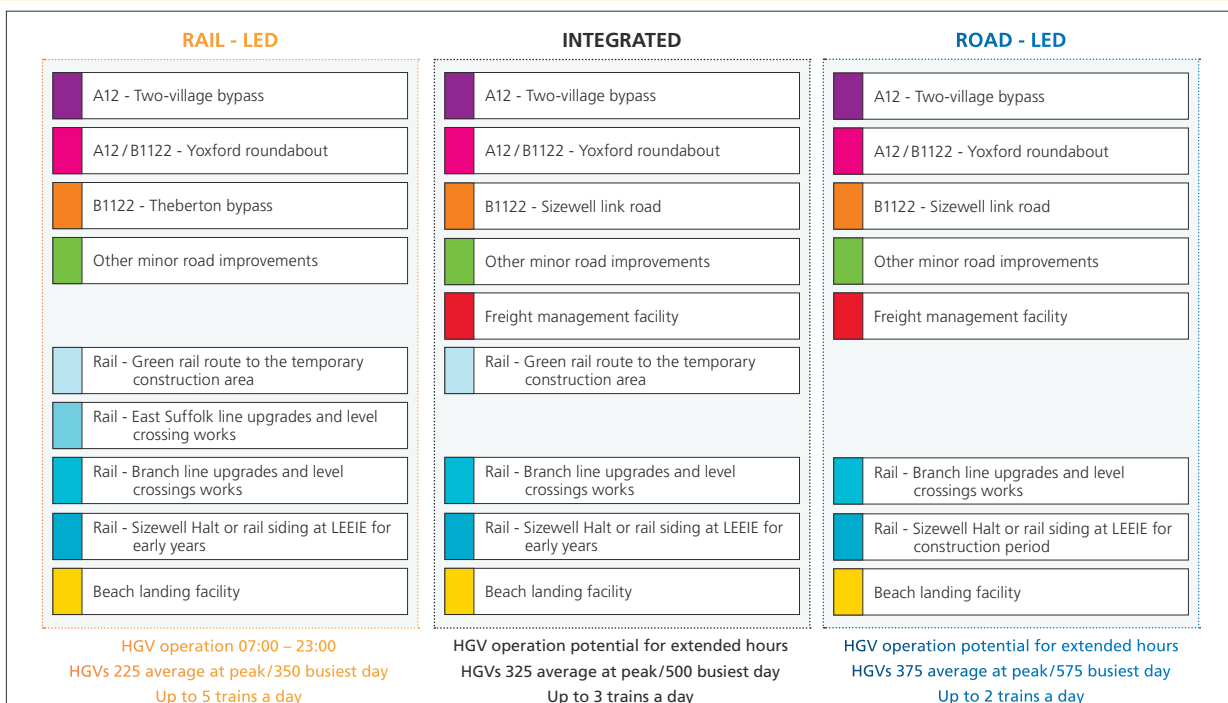 RAIL - LED
A12 - Two-village bypass
A12 / B1122 - Yoxford roundabout
B1122 - Theberton bypass
Other minor road improvements
Rail - Green rail route to the temporary
construction area
Rail - East Suffolk line upgrades and level
crossing works
Rail - Branch line upgrades and level
crossings works
Rail - Sizewell Halt or rail siding at LEEIE for
early years
Beach landing facility
HGV operation 07:00 – 23:00
HGVs 225 average at peak/350 busiest day
Up to 5 trains a day
INTEGRATED
A12 - Two-village bypass
A12 / B1122 - Yoxford roundabout
B1122 - Sizewell link road
Other minor road improvements
Freight management facility
Rail - Green rail route to the temporary
construction area
Rail - Branch line upgrades and level
crossings works
Rail - Sizewell Halt or rail siding at LEEIE for
early years
Beach landing facility
HGV operation potential for extended hours
HGVs 325 average at peak/500 busiest day
Up to 3 trains a day
ROAD - LED
A12 - Two-village bypass
A12 / B1122 - Yoxford roundabout
B1122 - Sizewell link road
Other minor road improvements
Freight management facility
Rail - Branch line upgrades and level
crossings works
Rail - Sizewell Halt or rail siding at LEEIE for
construction period
Beach landing facility
HGV operation potential for extended hours
HGVs 375 average at peak/575 busiest day
Up to 2 trains a day